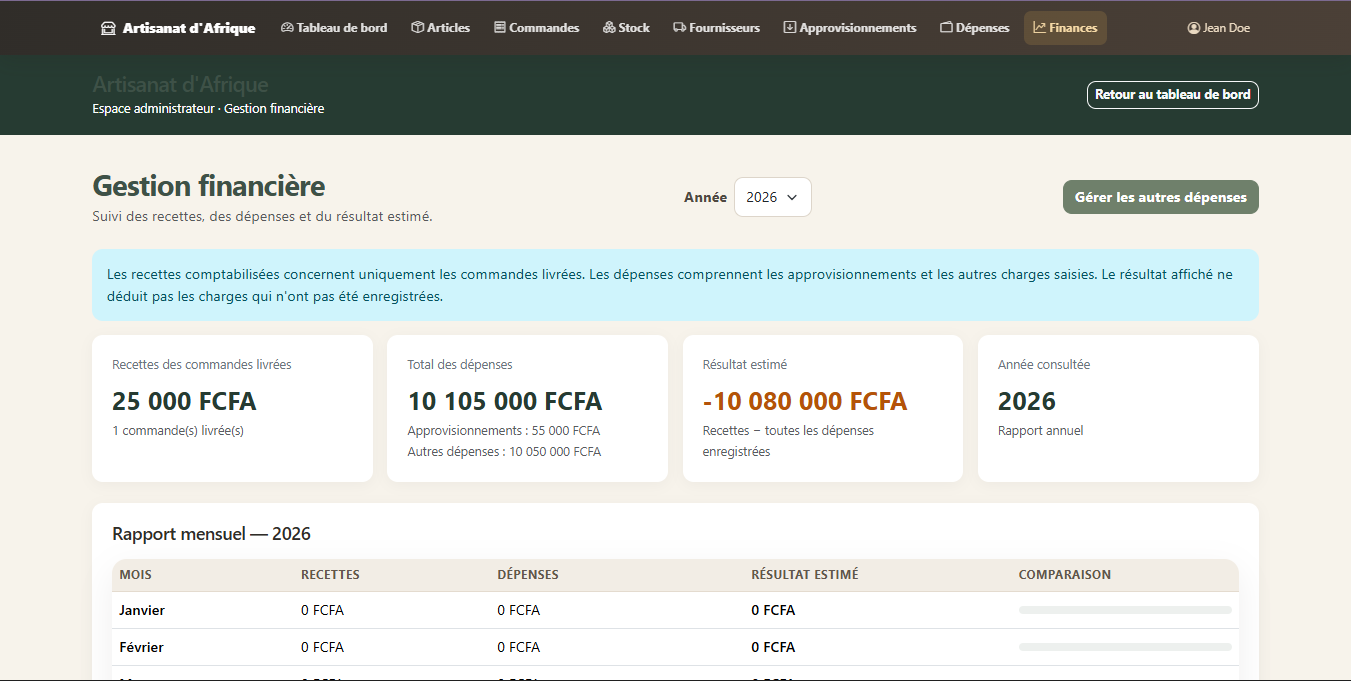 Artisanat d'Afrique Tableau de bord Articles Commandes Stock Fournisseurs Approvisionnements Dépenses Finances Jean Doe
Artisanat d'Afrique
Espace administrateur · Gestion financière
Retour au tableau de bord
Gestion financière
Suivi des recettes, des dépenses et du résultat estimé.
Année 2026
Gérer les autres dépenses
Les recettes comptabilisées concernent uniquement les commandes livrées. Les dépenses comprennent les approvisionnements et les autres charges saisies. Le résultat affiché ne
déduit pas les charges qui n'ont pas été enregistrées.
Recettes des commandes livrées
25 000 FCFA
1 commande(s) livrée(s)
Total des dépenses
10 105 000 FCFA
Approvisionnements : 55 000 FCFA
Autres dépenses : 10 050 000 FCFA
Résultat estimé
-10 080 000 FCFA
Recettes − toutes les dépenses
enregistrées
Année consultée
2026
Rapport annuel
Rapport mensuel — 2026
MOIS RECETTES DÉPENSES RÉSULTAT ESTIMÉ COMPARAISON
Janvier 0 FCFA 0 FCFA 0 FCFA
Février 0 FCFA 0 FCFA 0 FCFA